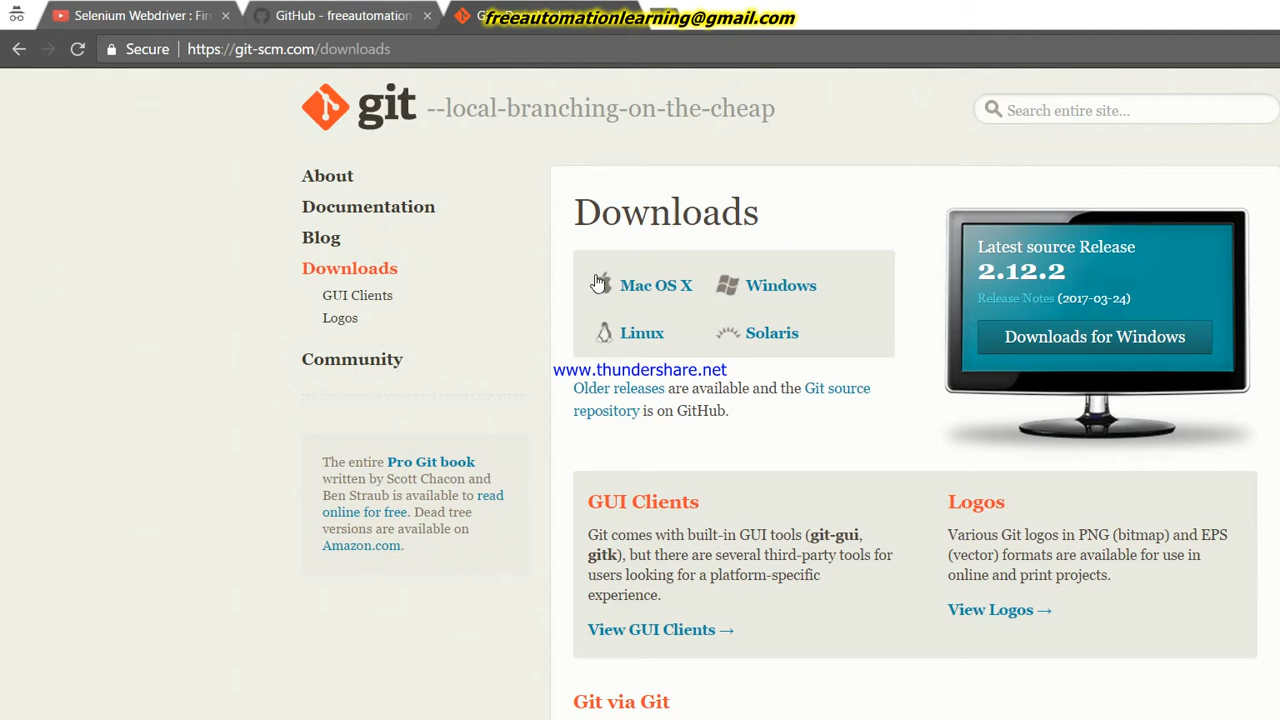 Selenium Webdriver : Fin
GitHub - freeautomation
freeautomationlearning@gmail.com
Secure
https://git-scm.com/downloads
git --local-branching-on-the-cheap
Search entire site...
About
Documentation
Blog
Downloads
GUI Clients
Logos
Community
The entire Pro Git book
written by Scott Chacon and
Ben Straub is available to read
online for free. Dead tree
versions are available on
Amazon.com.
Downloads
Mac OS X
Windows
Linux
Solaris
www.thundershare.net
Older releases are available and the Git source
repository is on GitHub.
Latest source Release
2.12.2
Release Notes (2017-03-24)
Downloads for Windows
GUI Clients
Git comes with built-in GUI tools (git-gui,
gitk), but there are several third-party tools for
users looking for a platform-specific
experience.
View GUI Clients →
Logos
Various Git logos in PNG (bitmap) and EPS
(vector) formats are available for use in
online and print projects.
View Logos →
Git via Git